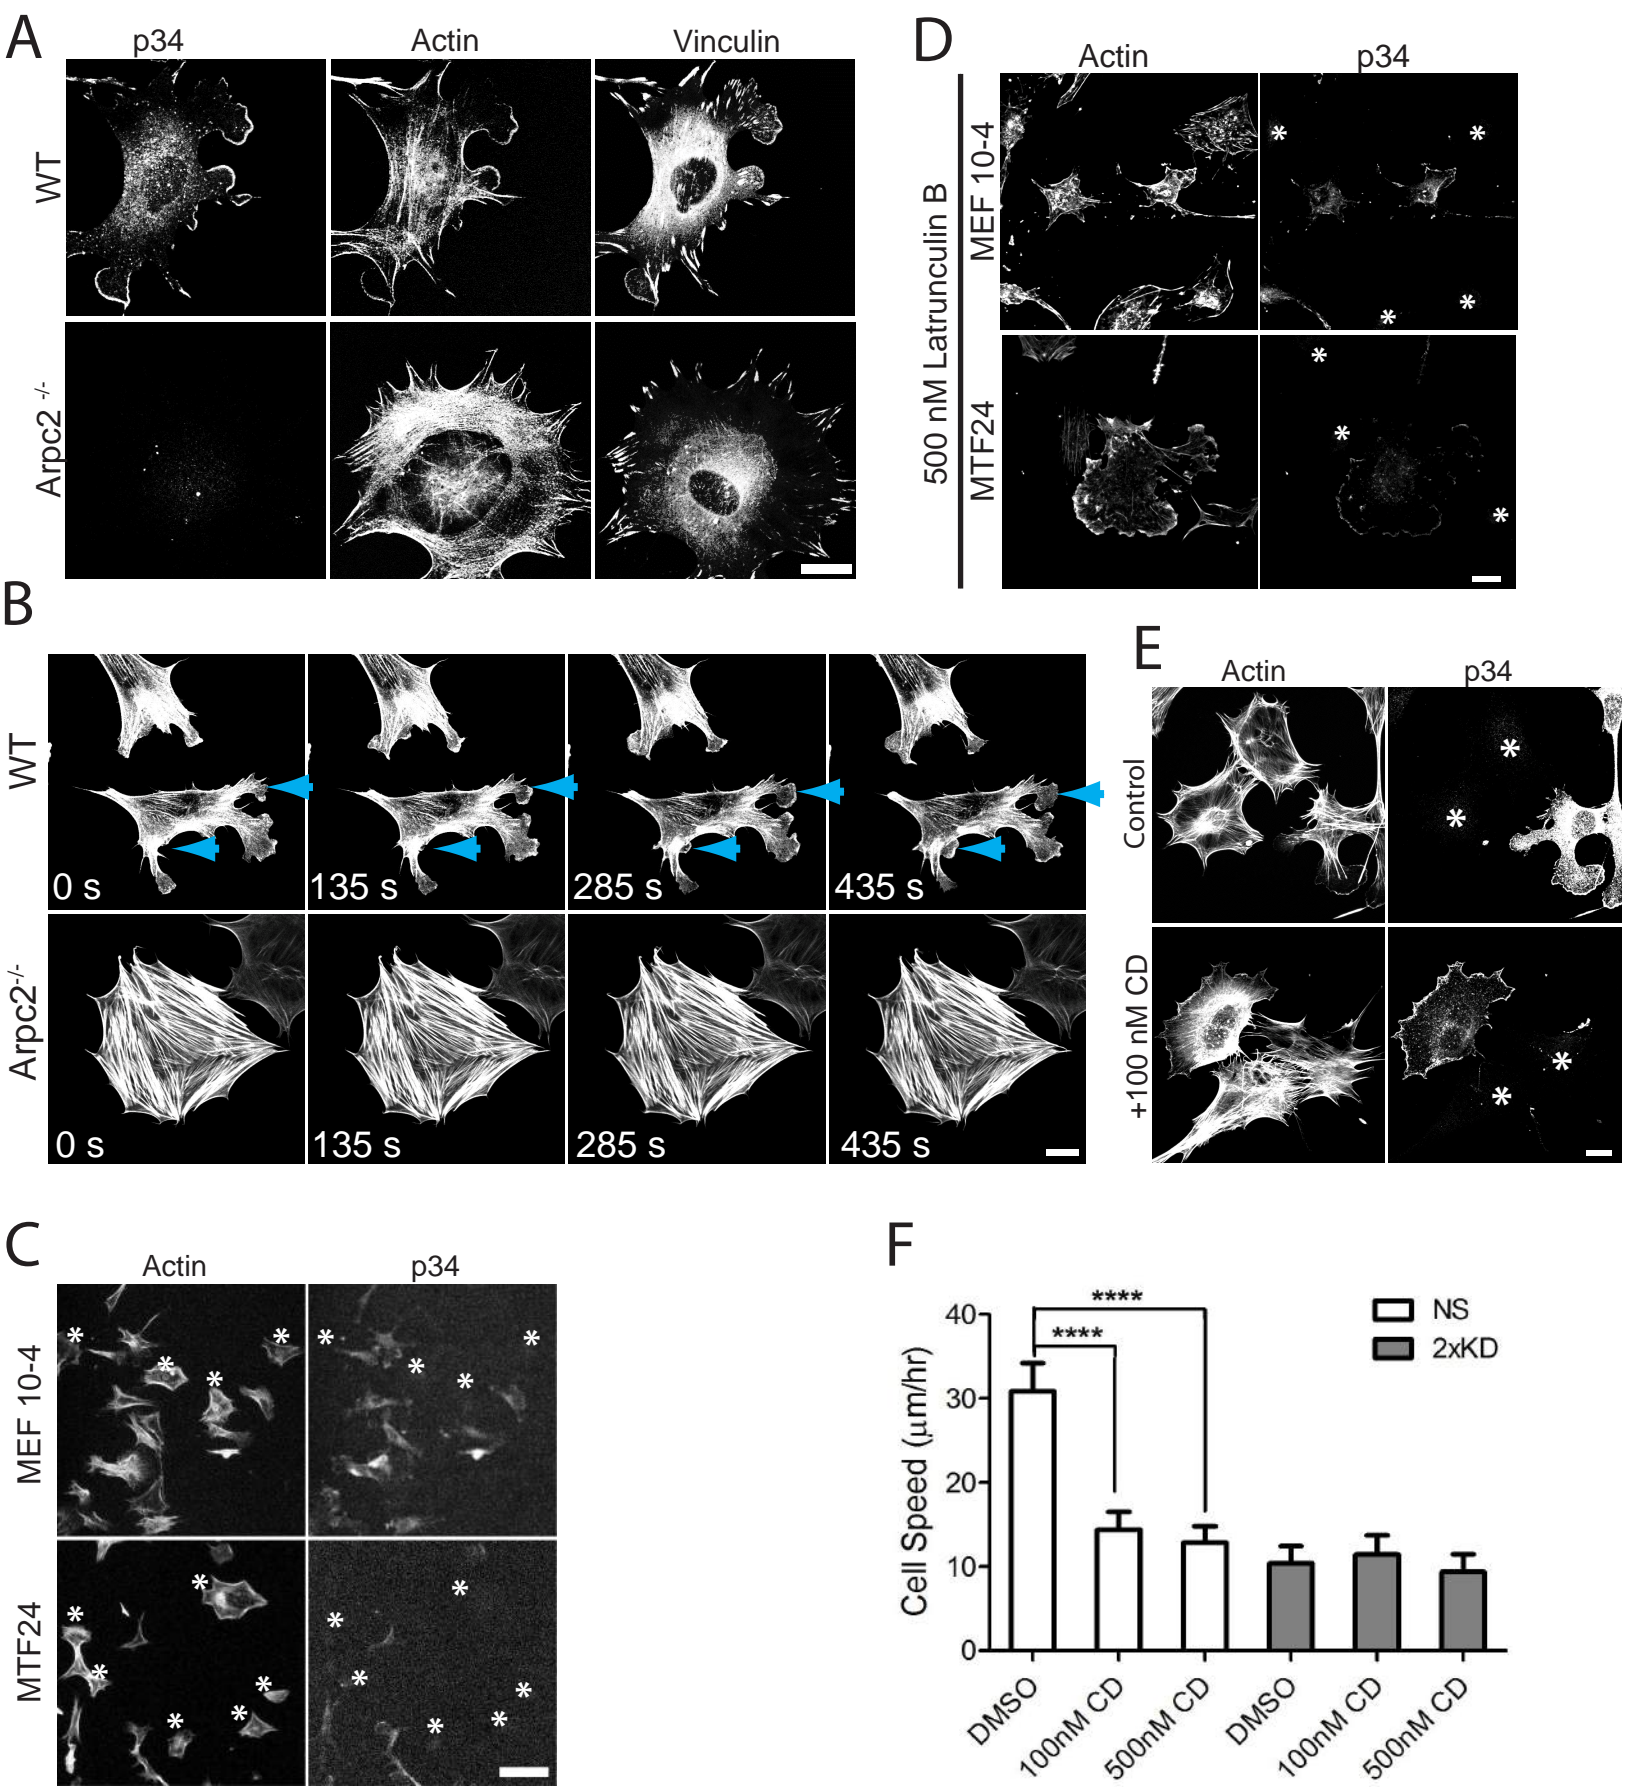 A
p34
Actin
Vinculin
WT
Arpc2 -/-
B
WT
0 s
135 s
285 s
435 s
Arpc2-/-
0 s
135 s
285 s
435 s
C
Actin
p34
MEF 10-4
* * * *
* * * *
MTF24
* * * * * *
* * * * * *
D
Actin
p34
500 nM Latrunculin B
MEF 10-4
* * * *
MTF24
* * *
E
Actin
p34
Control
* *
+100 nM CD
* *
F
****
****
NS
2xKD
Cell Speed (μm/hr)
40
30
20
10
0
DMSO
100nM CD
500nM CD
DMSO
100nM CD
500nM CD